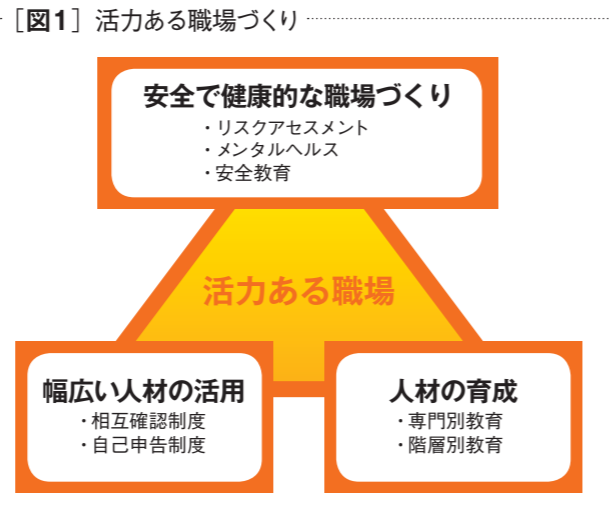 ［図1］ 活力ある職場づくり
安全で健康的な職場づくり
・リスクアセスメント
・メンタルヘルス
・安全教育
活力ある職場
幅広い人材の活用
・相互確認制度
・自己申告制度
人材の育成
・専門別教育
・階層別教育